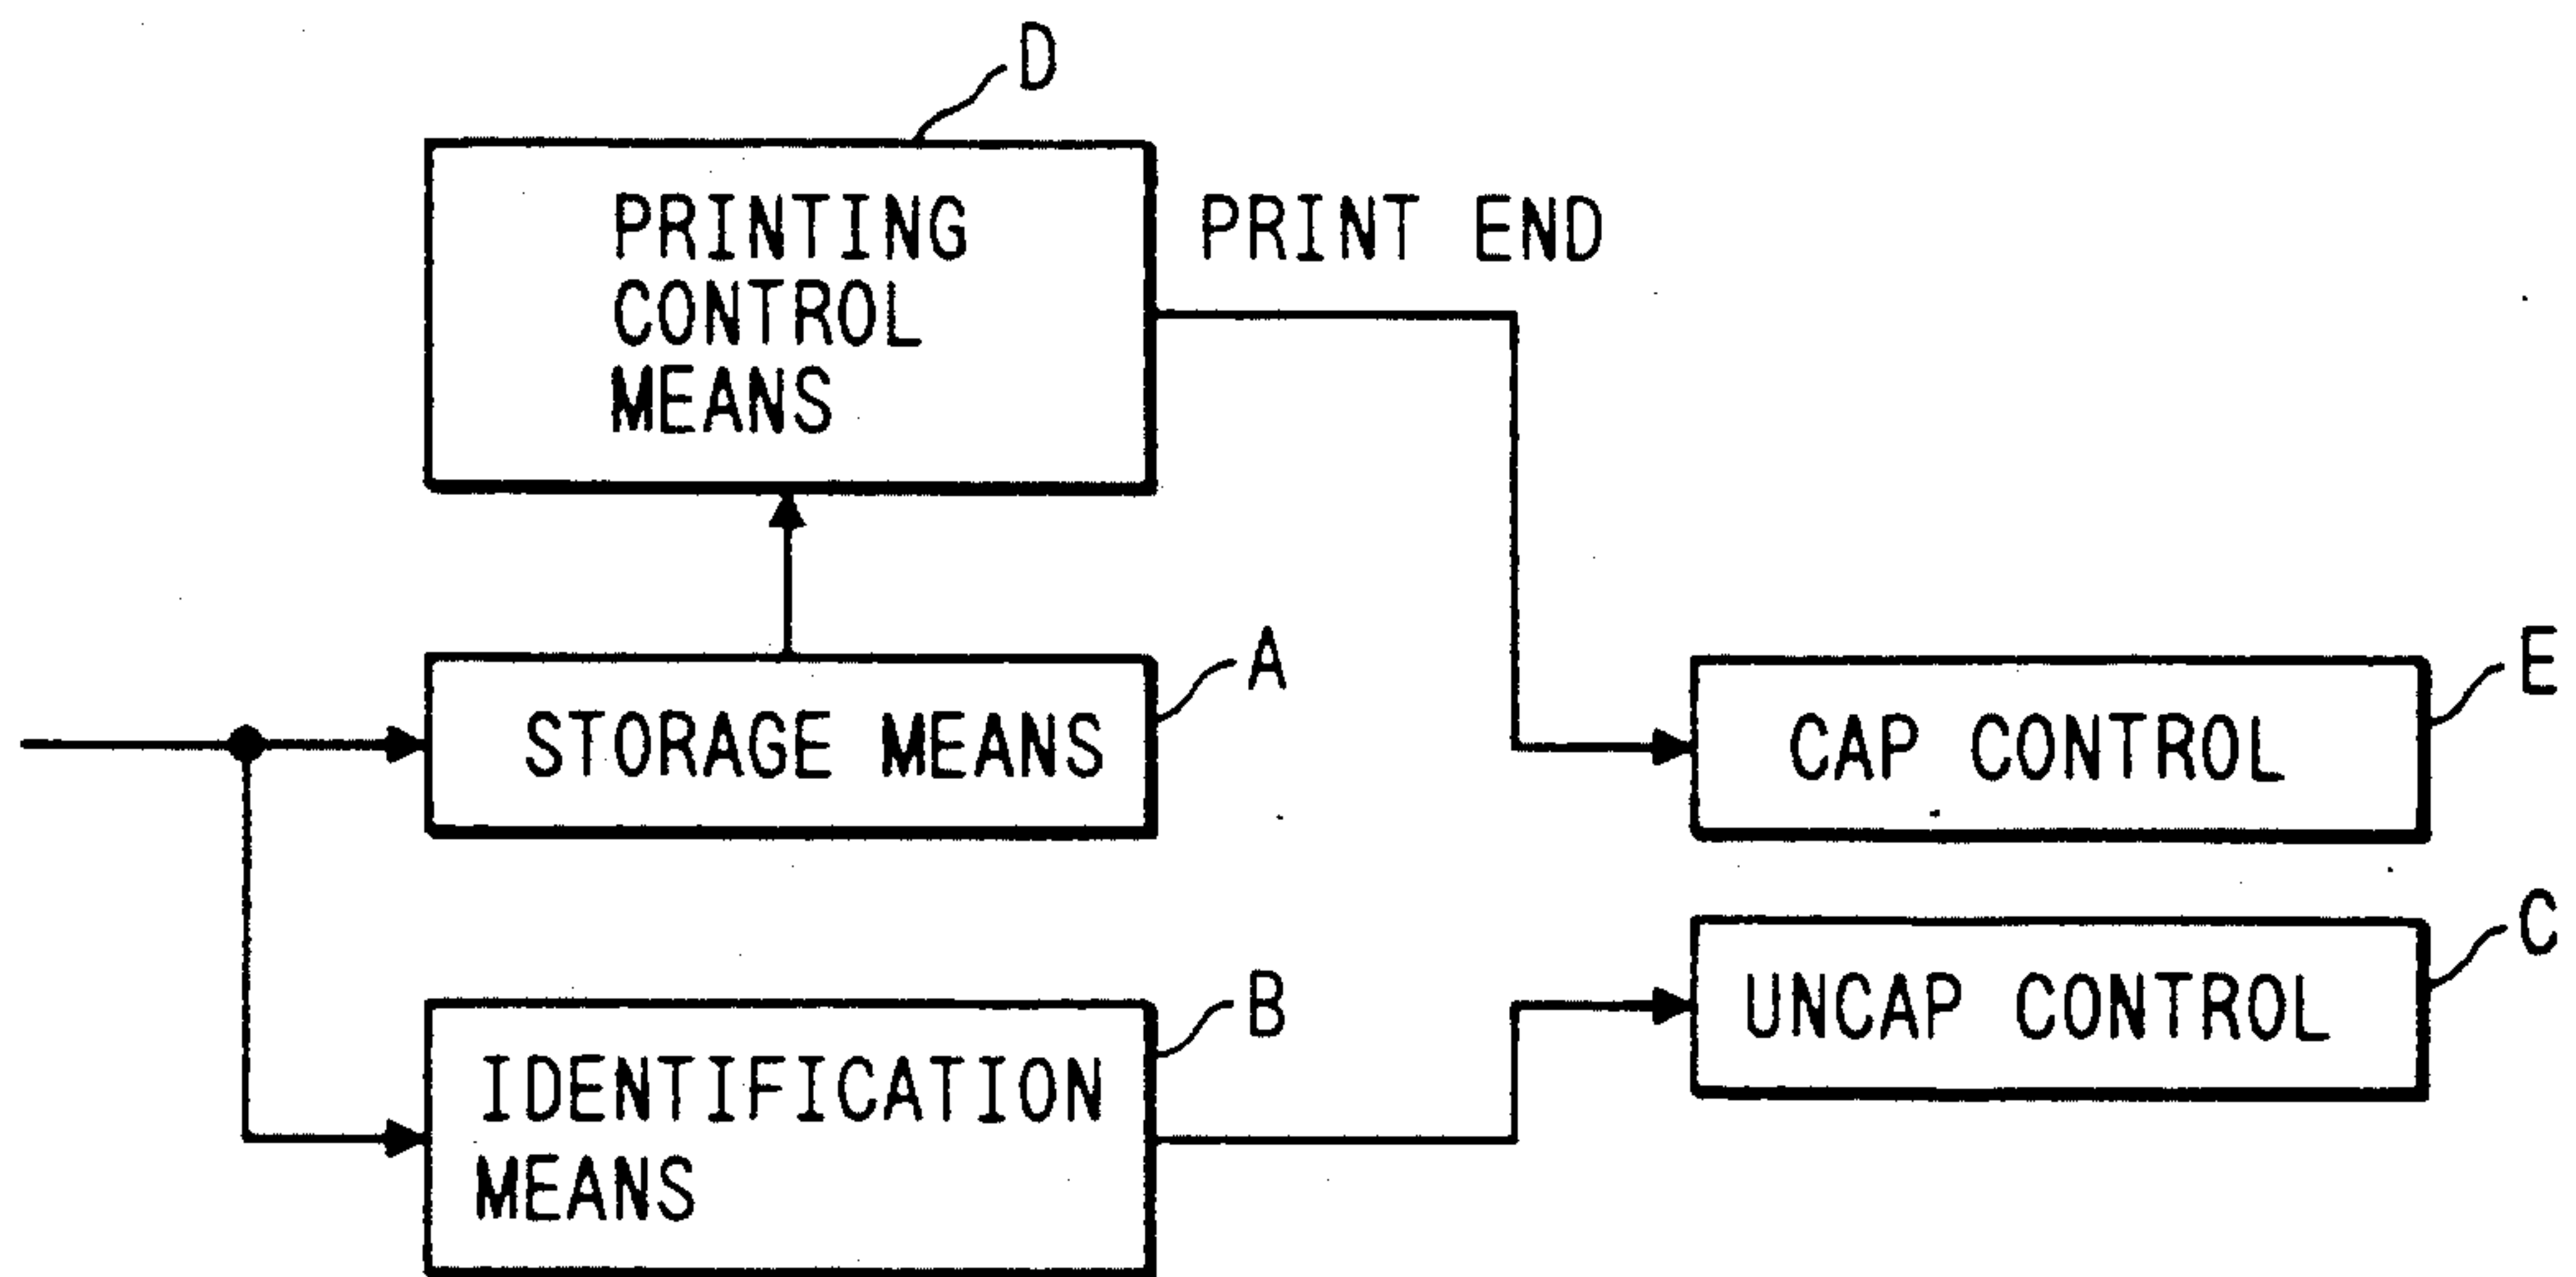 D
PRINTING
CONTROL
MEANS
PRINT END
A
STORAGE MEANS
E
CAP CONTROL
B
IDENTIFICATION
MEANS
C
UNCAP CONTROL